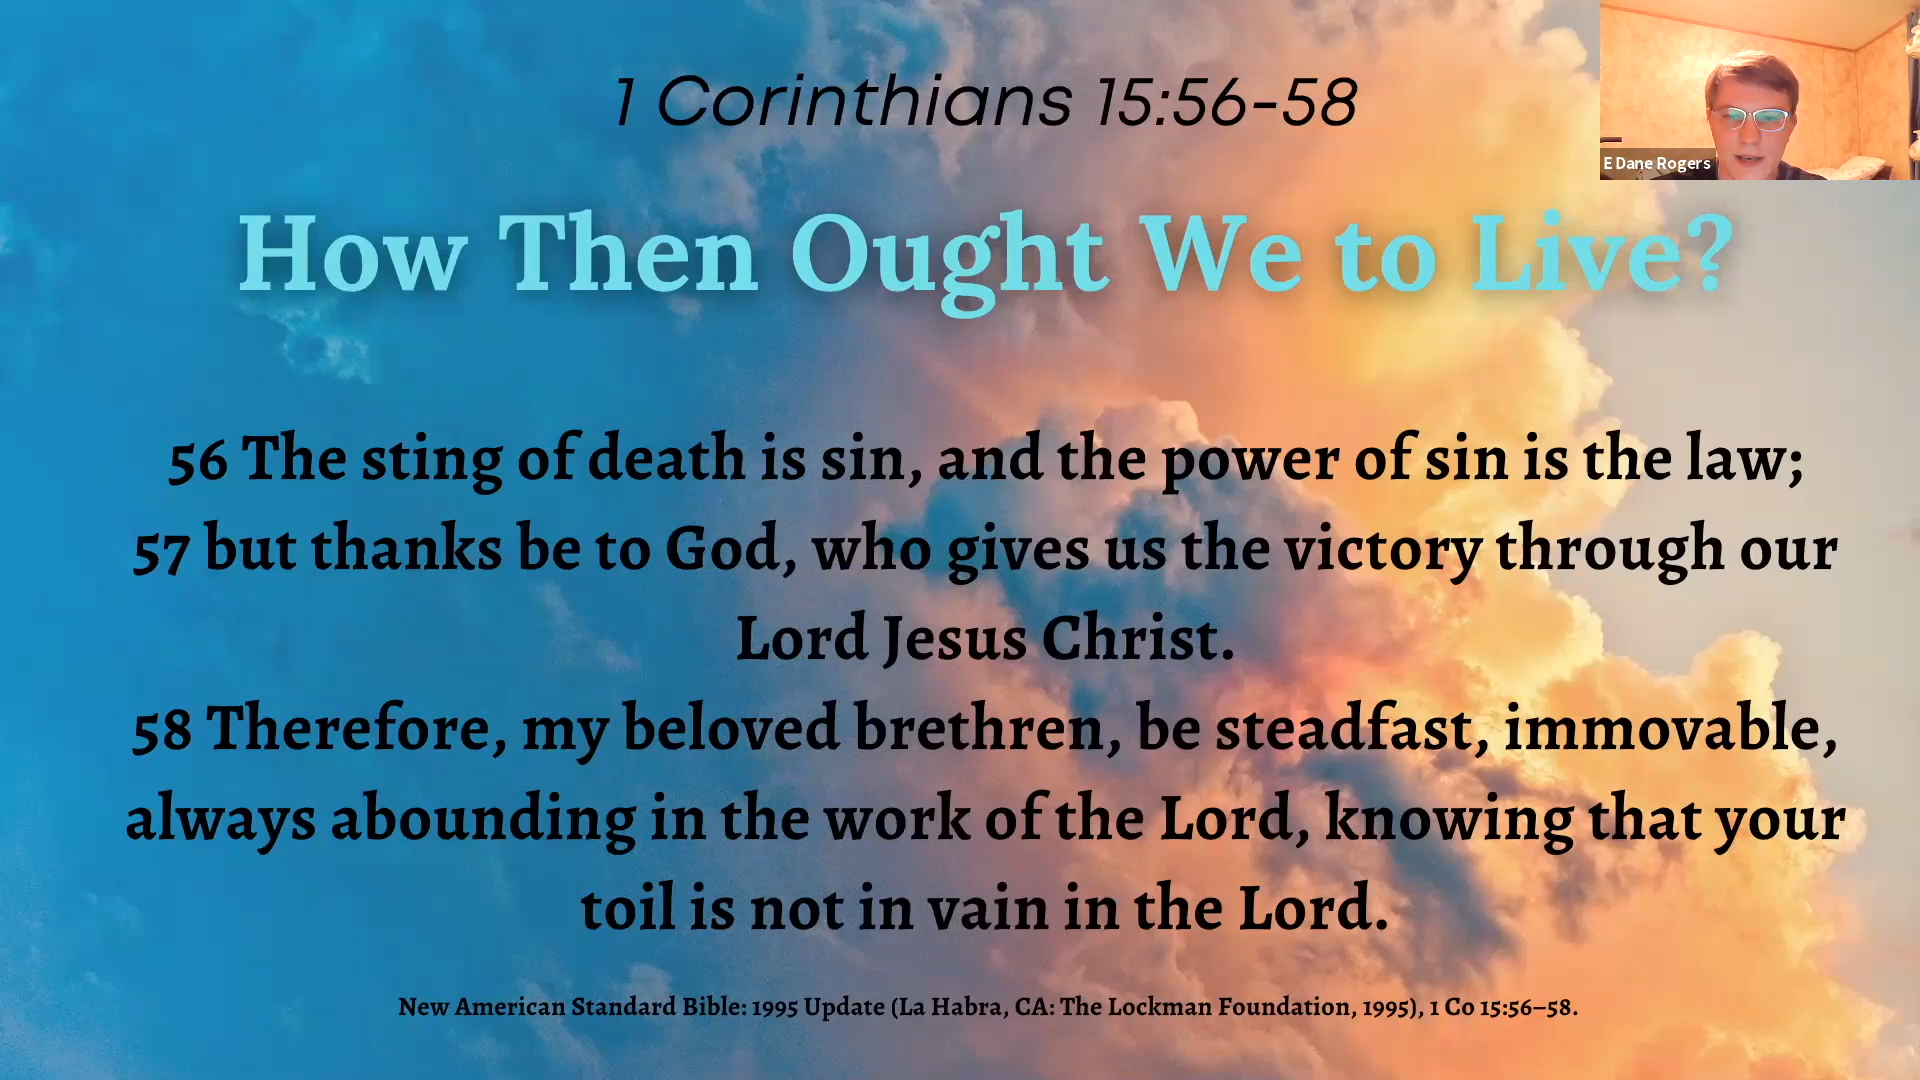 1 Corinthians 15:56-58
E Dane Rogers
How Then Ought We to Live?
56 The sting of death is sin, and the power of sin is the law;
57 but thanks be to God, who gives us the victory through our
Lord Jesus Christ.
58 Therefore, my beloved brethren, be steadfast, immovable,
always abounding in the work of the Lord, knowing that your
toil is not in vain in the Lord.
New American Standard Bible: 1995 Update (La Habra, CA: The Lockman Foundation, 1995), 1 Co 15:56–58.